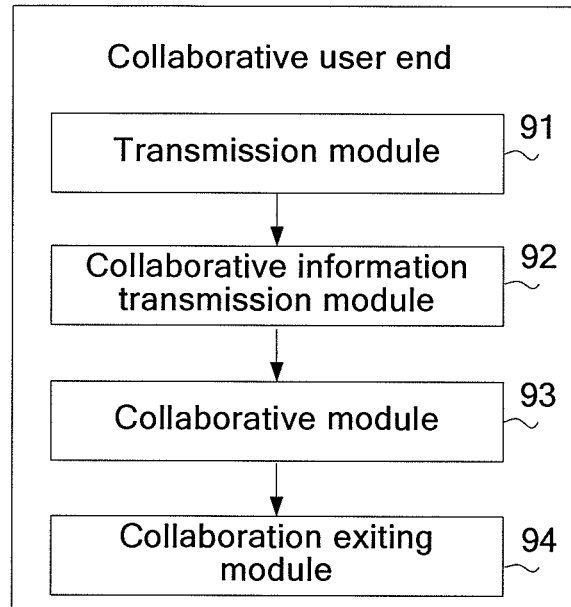 Collaborative user end
91
Transmission module
92
Collaborative information
transmission module
93
Collaborative module
94
Collaboration exiting
module